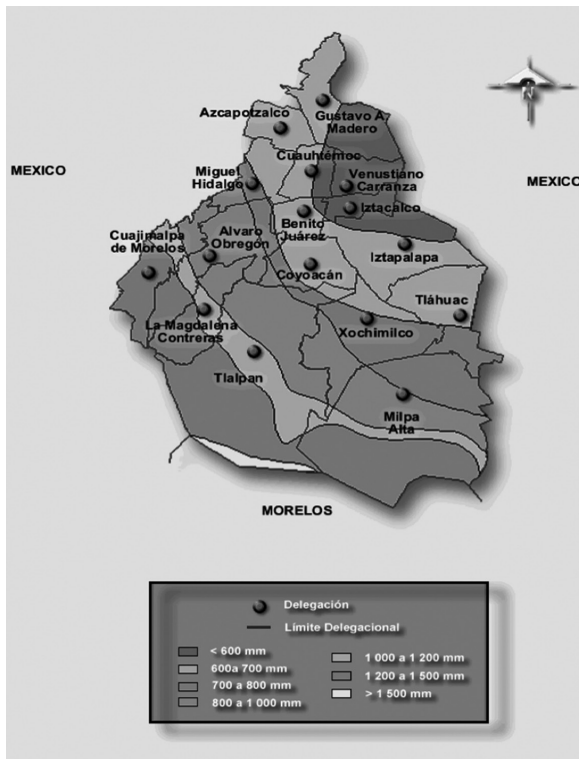 N
Azcapotzalco
Gustavo A.
Madero
MEXICO
Cuauhtémoc
Miguel
Hidalgo
Venustiano
Carranza
MEXICO
Iztacalco
Benito
Juárez
Cuajimalpa
de Morelos
Alvaro
Obregón
Iztapalapa
Coyoacán
Tláhuac
La Magdalena
Contreras
Xochimilco
Tlalpan
Milpa
Alta
MORELOS
Delegación
Límite Delegacional
< 600 mm
600a 700 mm
700 a 800 mm
800 a 1 000 mm
1 000 a 1 200 mm
1 200 a 1 500 mm
> 1 500 mm